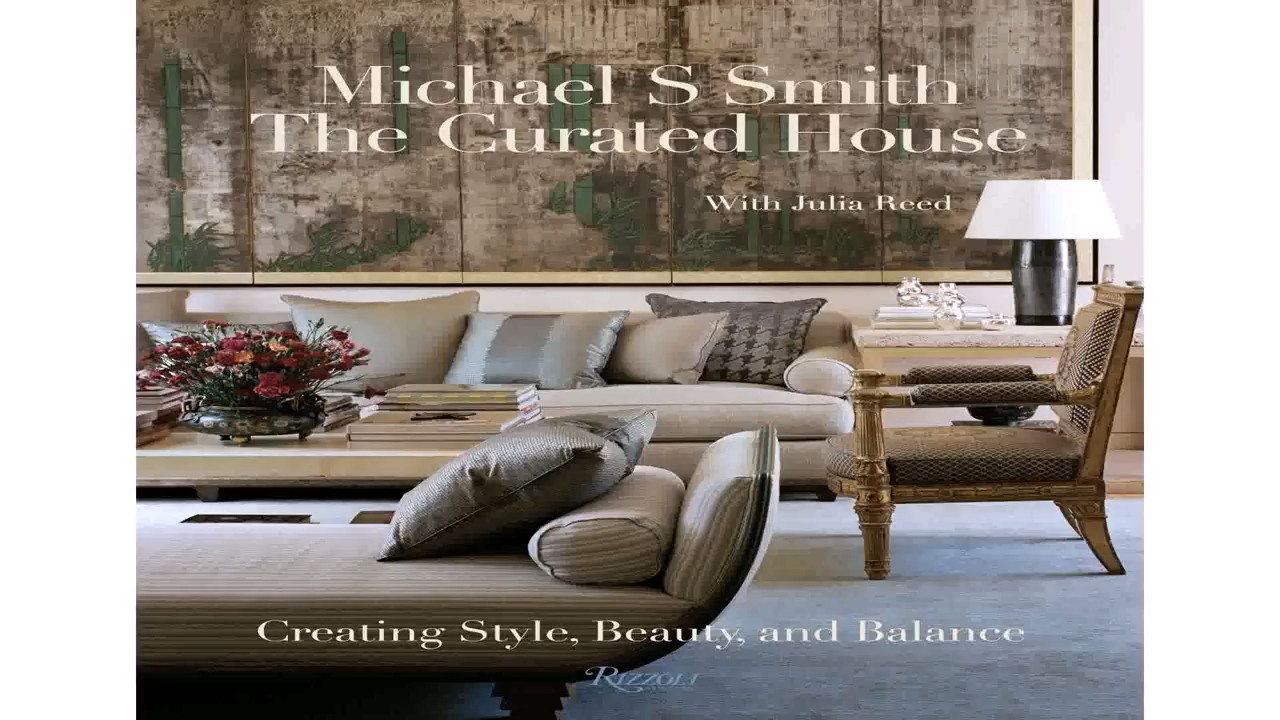 Michael S Smith
The Curated House
With Julia Reed
Creating Style, Beauty, and Balance
RIZZOLI